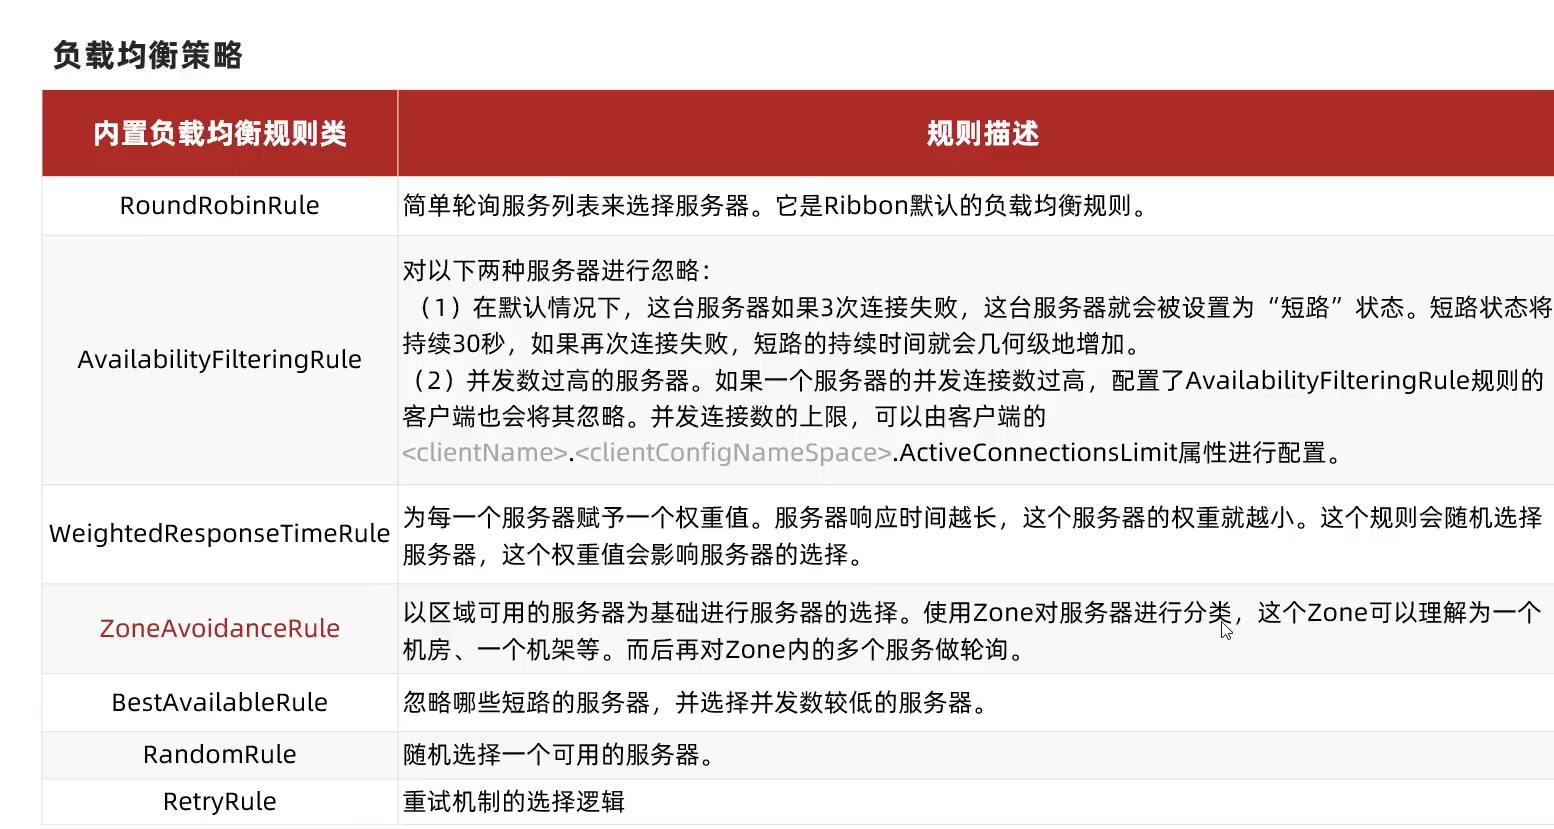 负载均衡策略
内置负载均衡规则类
规则描述
RoundRobinRule
简单轮询服务列表来选择服务器。它是Ribbon默认的负载均衡规则。
AvailabilityFilteringRule
对以下两种服务器进行忽略：
（1）在默认情况下，这台服务器如果3次连接失败，这台服务器就会被设置为“短路”状态。短路状态将
持续30秒，如果再次连接失败，短路的持续时间就会几何级地增加。
（2）并发数过高的服务器。如果一个服务器的并发连接数过高，配置了AvailabilityFilteringRule规则的
客户端也会将其忽略。并发连接数的上限，可以由客户端的
<clientName>.<clientConfigNameSpace>.ActiveConnectionsLimit属性进行配置。
WeightedResponseTimeRule
为每一个服务器赋予一个权重值。服务器响应时间越长，这个服务器的权重就越小。这个规则会随机选择
服务器，这个权重值会影响服务器的选择。
ZoneAvoidanceRule
以区域可用的服务器为基础进行服务器的选择。使用Zone对服务器进行分类，这个Zone可以理解为一个
机房、一个机架等。而后再对Zone内的多个服务做轮询。
BestAvailableRule
忽略哪些短路的服务器，并选择并发数较低的服务器。
RandomRule
随机选择一个可用的服务器。
RetryRule
重试机制的选择逻辑